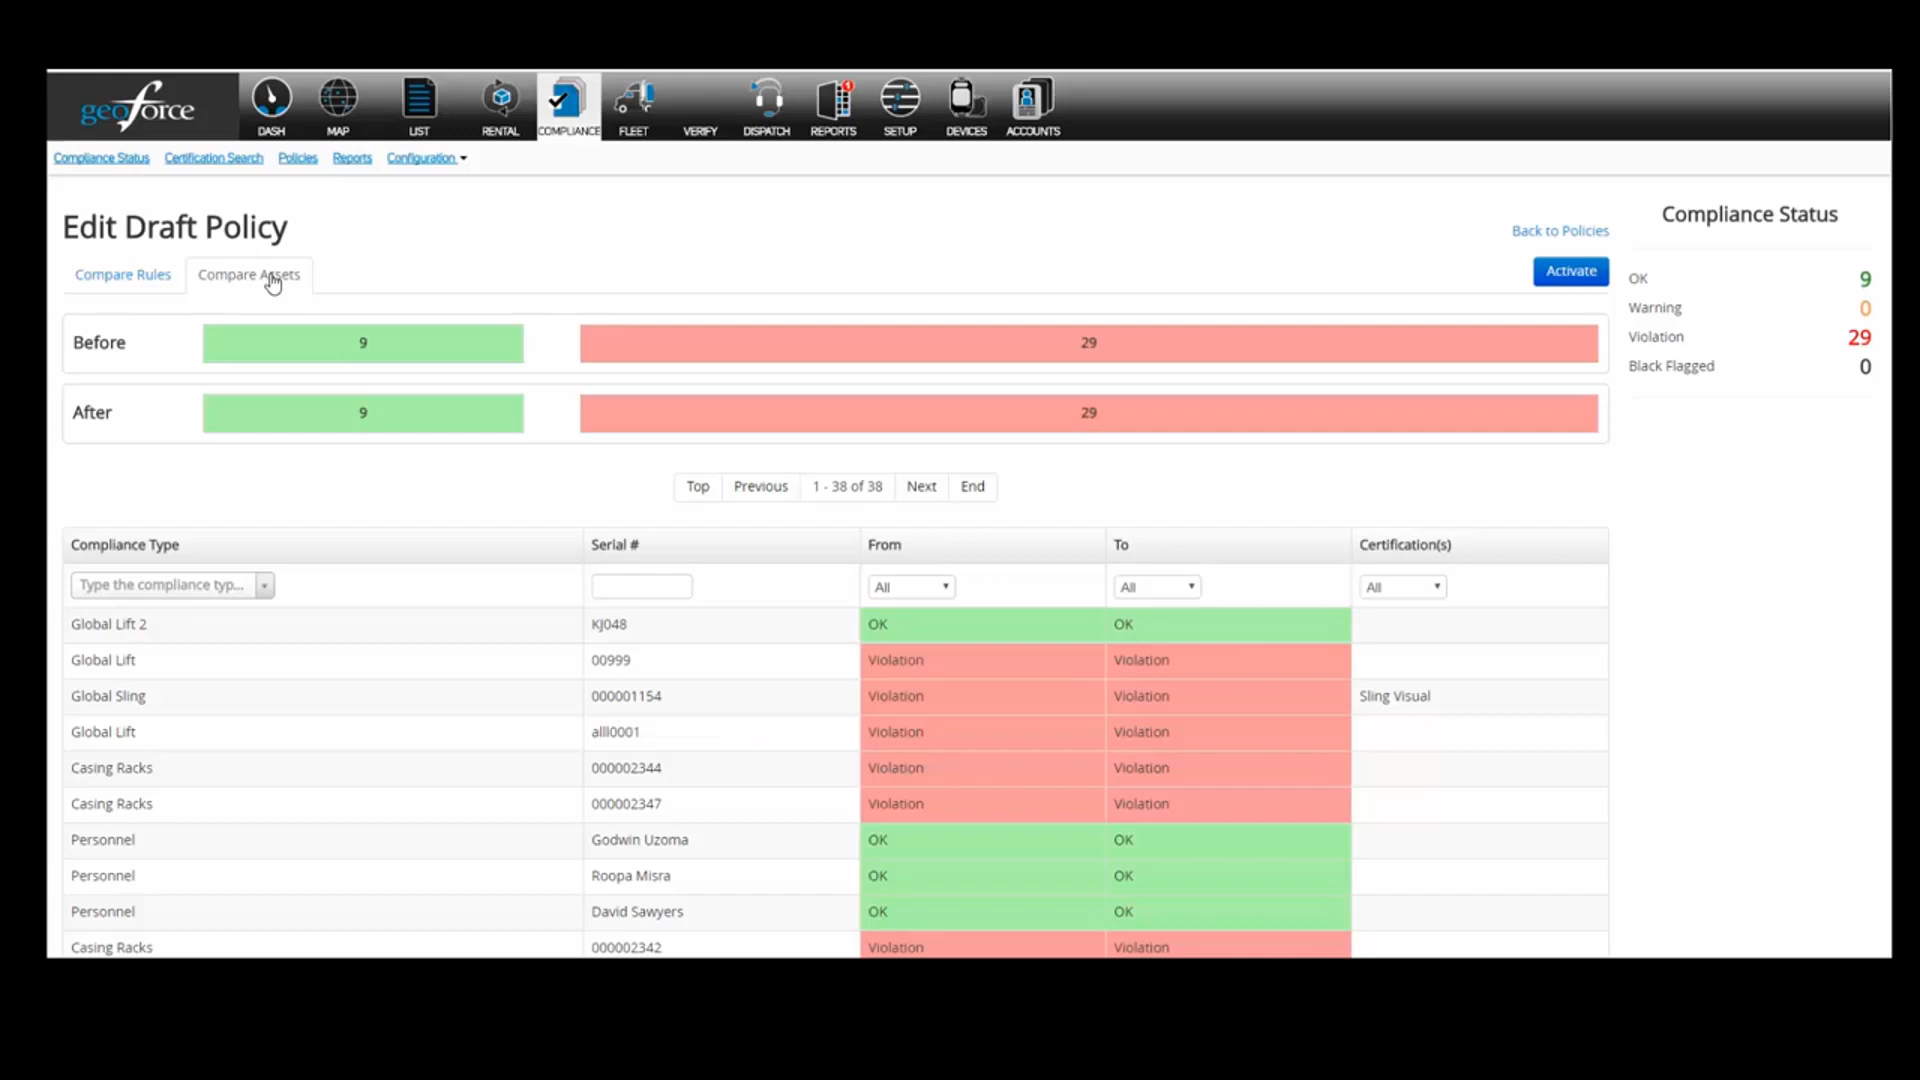 geoforce
DASH MAP LIST RENTAL COMPLIANCE FLEET VERIFY DISPATCH REPORTS SETUP DEVICES ACCOUNTS
1
Compliance Status Certification Search Policies Reports Configuration
Edit Draft Policy
Back to Policies
Compare Rules Compare Assets
Activate
Before 9 29
After 9 29
Top Previous 1 - 38 of 38 Next End
Compliance Type Serial # From To Certification(s)
Type the compliance typ... All All All
Global Lift 2 KJ048 OK OK
Global Lift 00999 Violation Violation
Global Sling 000001154 Violation Violation Sling Visual
Global Lift alll0001 Violation Violation
Casing Racks 000002344 Violation Violation
Casing Racks 000002347 Violation Violation
Personnel Godwin Uzoma OK OK
Personnel Roopa Misra OK OK
Personnel David Sawyers OK OK
Casing Racks 000002342 Violation Violation
Compliance Status
OK 9
Warning 0
Violation 29
Black Flagged 0